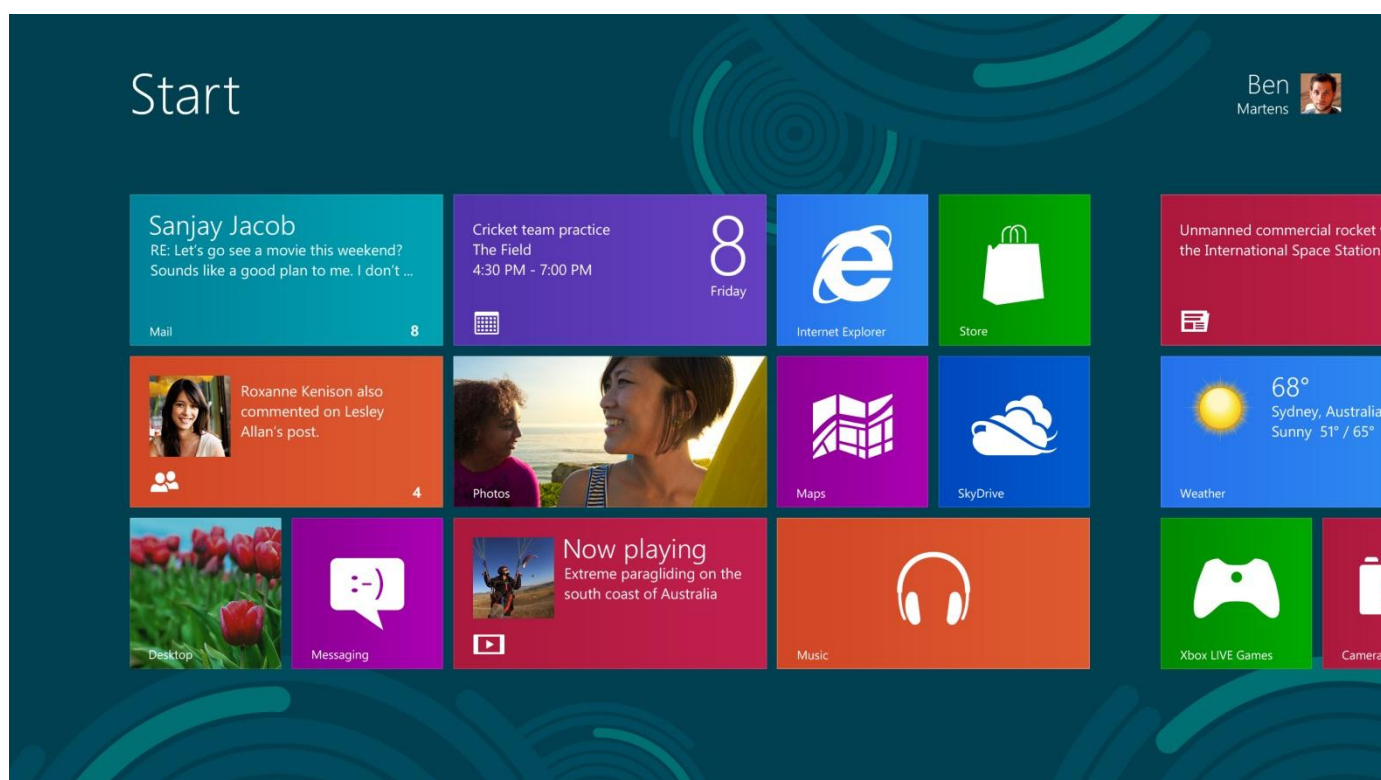 Start
Ben
Martens
Sanjay Jacob
RE: Let's go see a movie this weekend?
Sounds like a good plan to me. I don't ...
Mail
8
Cricket team practice
The Field
4:30 PM - 7:00 PM
8
Friday
Internet Explorer
Store
Unmanned commercial rocket
the International Space Station
Roxanne Kenison also
commented on Lesley
Allan's post.
4
Photos
Maps
SkyDrive
68°
Sydney, Australia
Sunny 51° / 65°
Weather
Desktop
:-)
Messaging
Now playing
Extreme paragliding on the
south coast of Australia
Music
Xbox LIVE Games
Camera